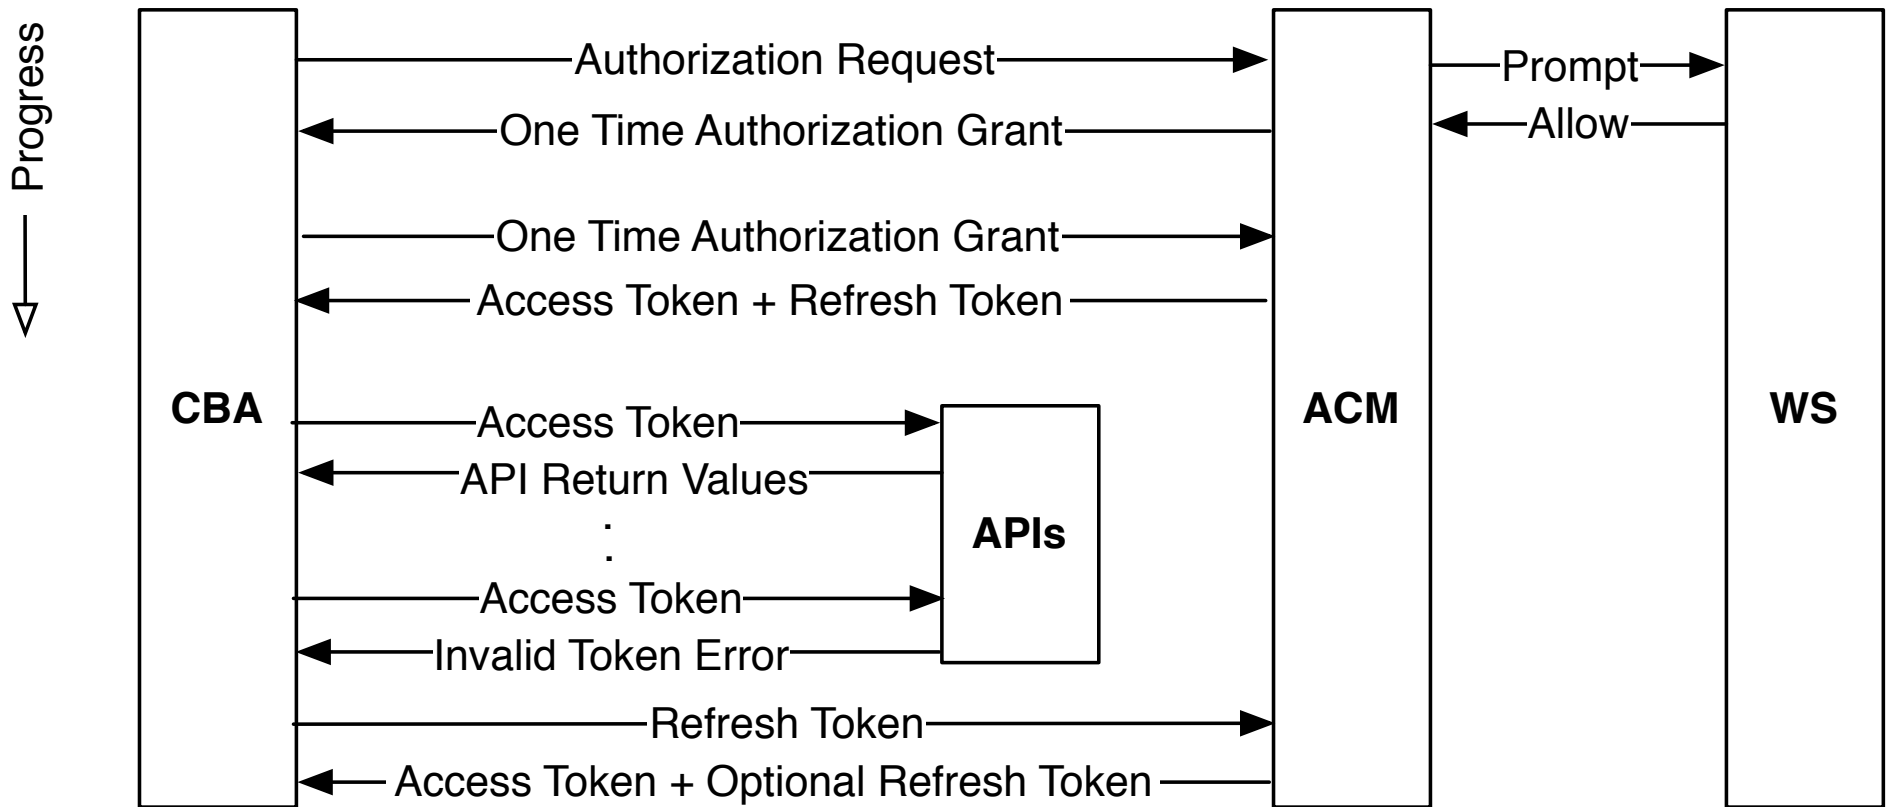 Progress
Authorization Request
Prompt
One Time Authorization Grant
Allow
One Time Authorization Grant
Access Token + Refresh Token
CBA
ACM
WS
Access Token
API Return Values
.
.
APIs
Access Token
Invalid Token Error
Refresh Token
Access Token + Optional Refresh Token